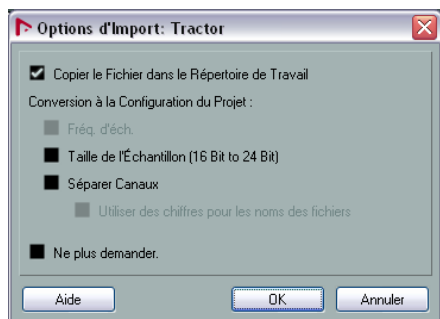 Options d'Import: Tractor
Copier le Fichier dans le Répertoire de Travail
Conversion à la Configuration du Projet :
Fréq. d'éch.
Taille de l'Échantillon (16 Bit to 24 Bit)
Séparer Canaux
Utiliser des chiffres pour les noms des fichiers
Ne plus demander.
Aide
OK
Annuler